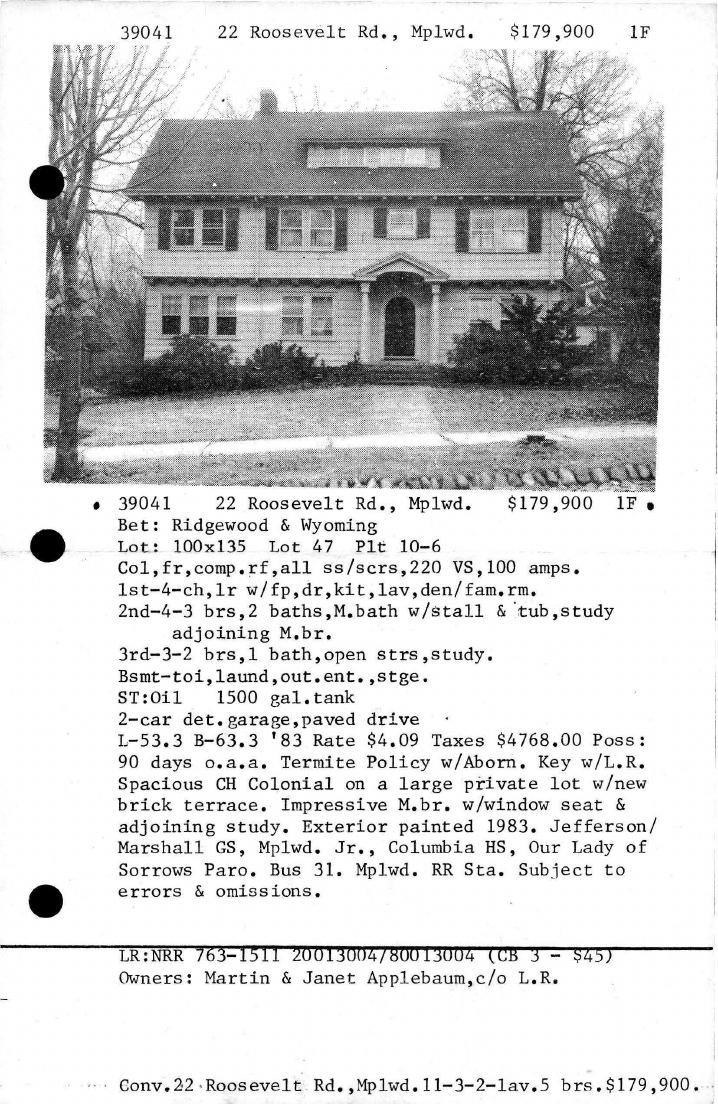 39041 22 Roosevelt Rd., Mplwd. $179,900 1F
39041 22 Roosevelt Rd., Mplwd. $179,900 1F
Bet: Ridgewood & Wyoming
Lot: 100x135 Lot 47 Plt 10-6
Col,fr,comp.rf,all ss/scrs,220 VS,100 amps.
1st-4-ch,lr w/fp,dr,kit,lav,den/fam.rm.
2nd-4-3 brs,2 baths,M.bath w/stall & tub,study
adjoining M.br.
3rd-3-2 brs,1 bath,open strs,study.
Bsmt-toi,laund,out.ent.,stge.
ST:Oil 1500 gal.tank
2-car det.garage,paved drive
L-53.3 B-63.3 '83 Rate $4.09 Taxes $4768.00 Poss:
90 days o.a.a. Termite Policy w/Aborn. Key w/L.R.
Spacious CH Colonial on a large private lot w/new
brick terrace. Impressive M.br. w/window seat &
adjoining study. Exterior painted 1983. Jefferson/
Marshall GS, Mplwd. Jr., Columbia HS, Our Lady of
Sorrows Paro. Bus 31. Mplwd. RR Sta. Subject to
errors & omissions.
LR:NRR 763-1511 20013004/80013004 (CB 3 - $45)
Owners: Martin & Janet Applebaum,c/o L.R.
Conv.22 Roosevelt Rd.,Mplwd.11-3-2-lav.5 brs.$179,900.